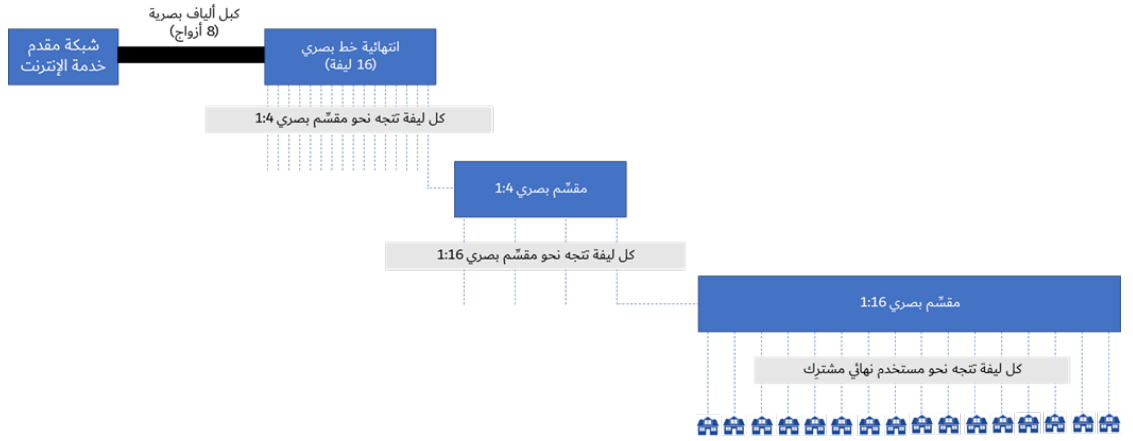 كبل ألياف بصرية
(8 أزواج)
شبكة مقدم
خدمة الإنترنت
انتهائية خط بصري
(16 ليفة)
كل ليفة تتجه نحو مقسِّم بصري 1:4
مقسِّم بصري 1:4
كل ليفة تتجه نحو مقسِّم بصري 1:16
مقسِّم بصري 1:16
كل ليفة تتجه نحو مستخدم نهائي مشترِك